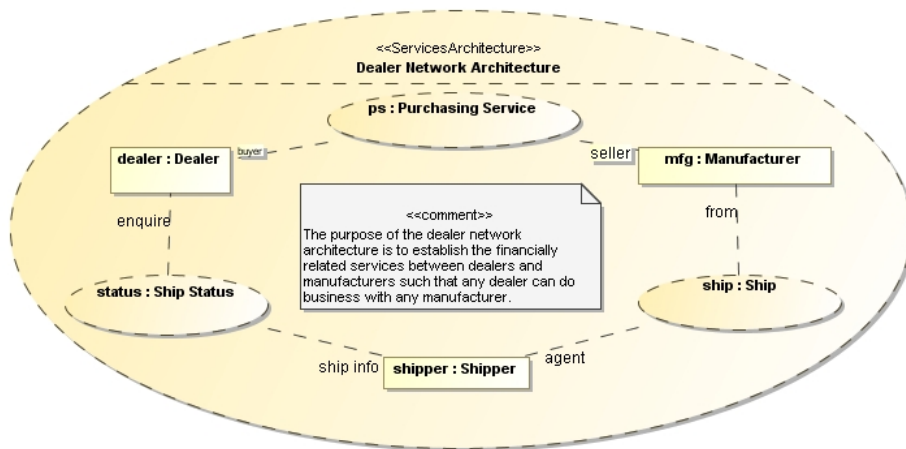 <<ServicesArchitecture>>
Dealer Network Architecture
ps : Purchasing Service
buyer
seller
dealer : Dealer
mfg : Manufacturer
enquire
from
<<comment>>
The purpose of the dealer network
architecture is to establish the financially
related services between dealers and
manufacturers such that any dealer can do
business with any manufacturer.
status : Ship Status
ship : Ship
ship info
shipper : Shipper
agent